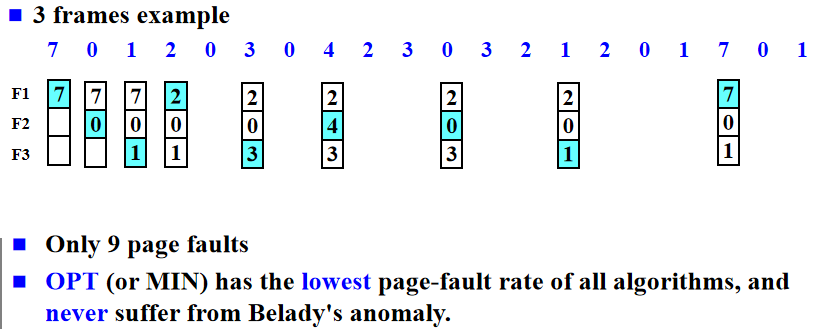 ■ 3 frames example
7 0 1 2 0 3 0 4 2 3 0 3 2 1 2 0 1 7 0 1
F1 7 7 7 2 2 2 2 2 7
F2 0 0 0 0 4 0 0 0
F3 1 1 3 3 3 1 1
■ Only 9 page faults
■ OPT (or MIN) has the lowest page-fault rate of all algorithms, and
never suffer from Belady's anomaly.